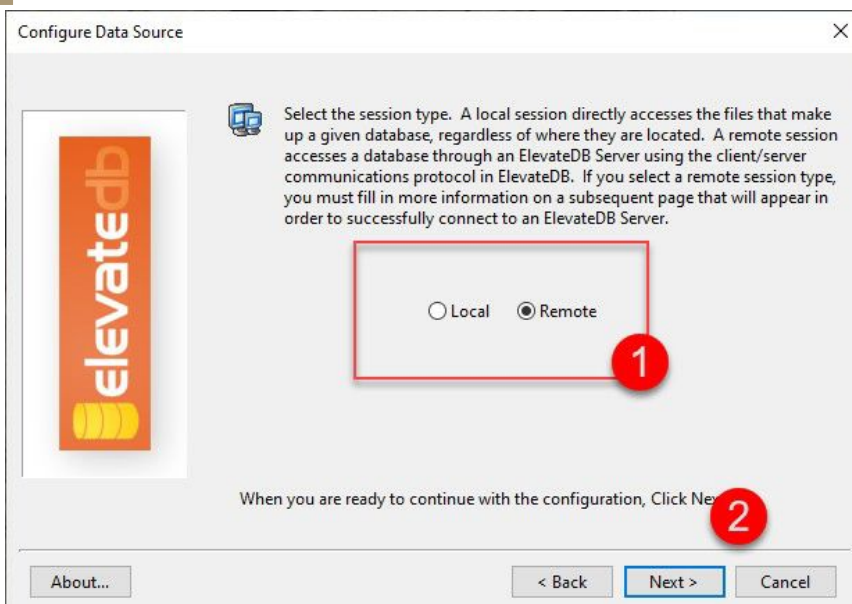 Configure Data Source
elevatedb
Select the session type. A local session directly accesses the files that make
up a given database, regardless of where they are located. A remote session
accesses a database through an ElevateDB Server using the client/server
communications protocol in ElevateDB. If you select a remote session type,
you must fill in more information on a subsequent page that will appear in
order to successfully connect to an ElevateDB Server.
Local Remote
1
When you are ready to continue with the configuration, Click
2
About... < Back Next > Cancel